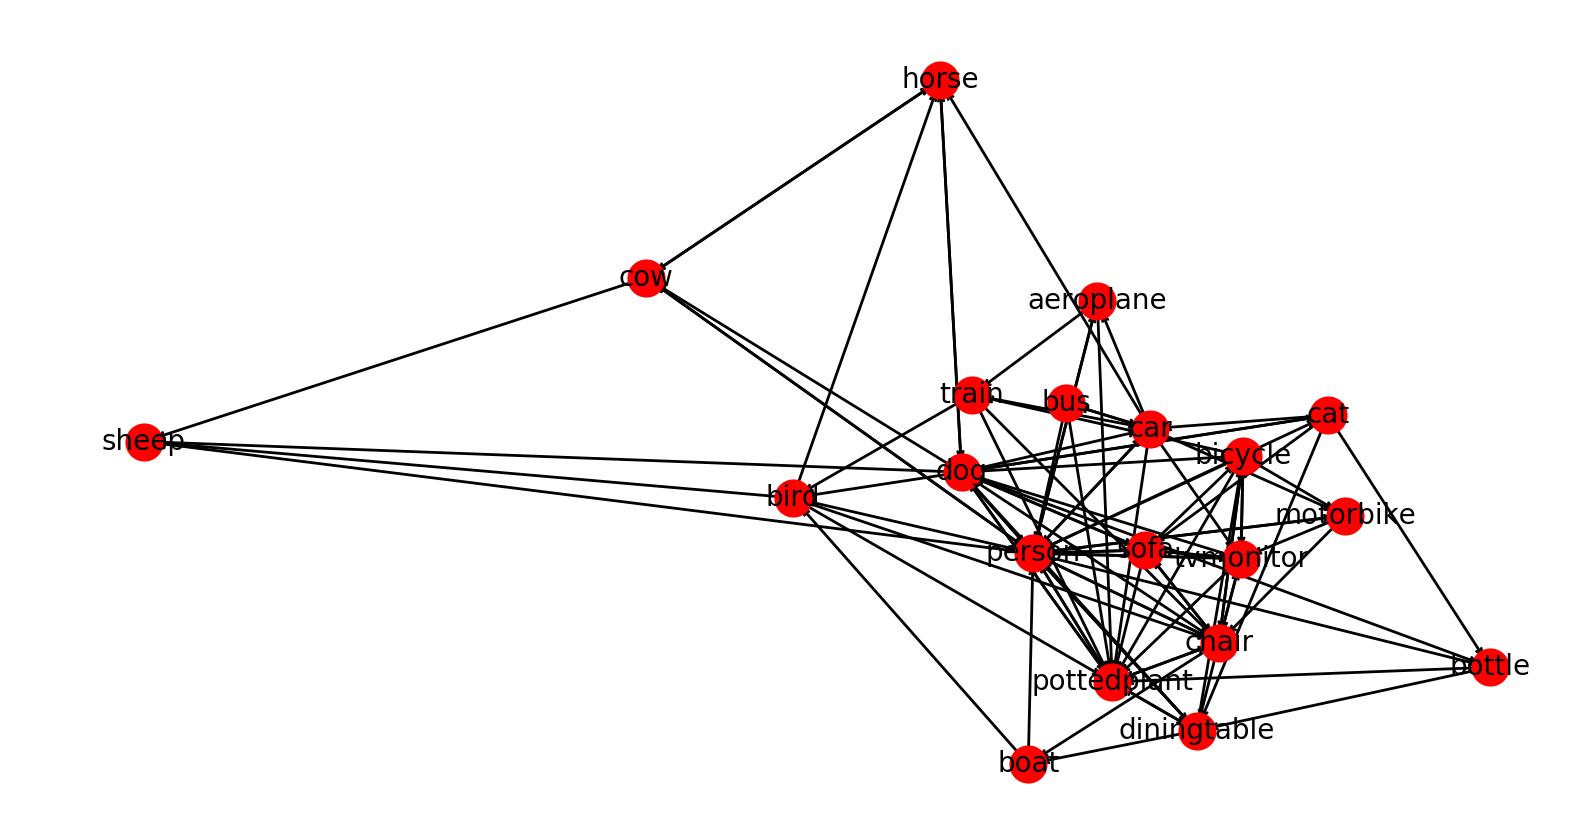 horse
cow
aeroplane
train
bus
car
cat
sheep
dog
bicycle
bird
motorbike
person
sofa
tvmonitor
chair
bottle
pottedplant
diningtable
boat